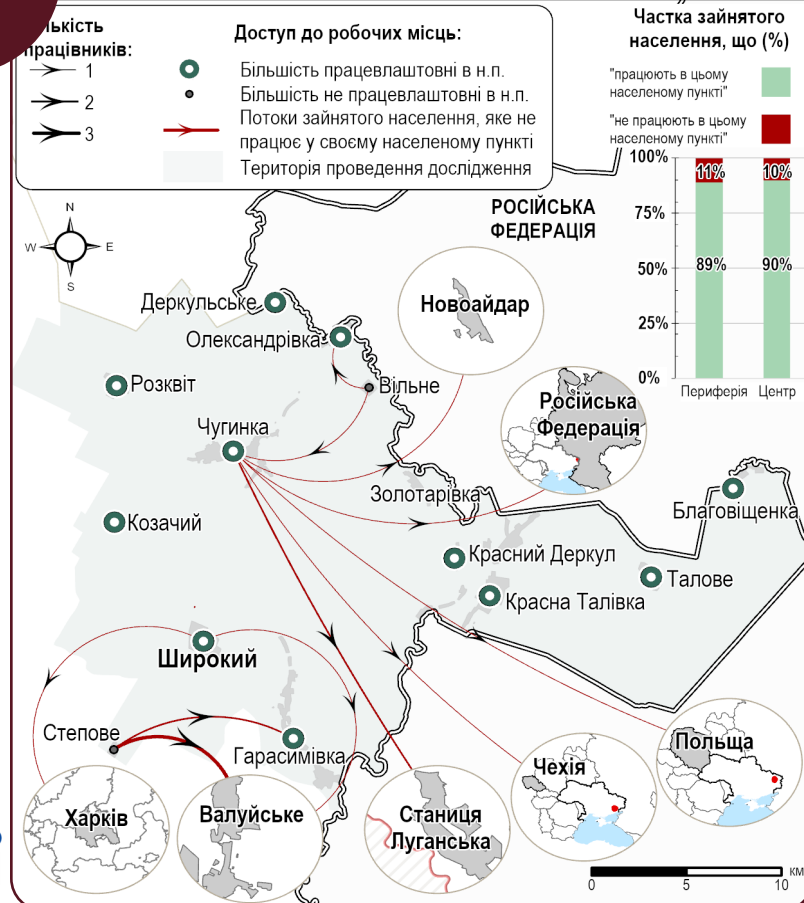 лькість
працівників:
1
2
3
Доступ до робочих місць:
Більшість працевлаштовні в н.п.
Більшість не працевлаштовні в н.п.
Потоки зайнятого населення, яке не
працює у своєму населеному пункті
Територія проведення дослідження
Частка зайнятого
населення, що (%)
"працюють в цьому
населеному пункті"
"не працюють в цьому
населеному пункті"
100%
75%
50%
25%
0%
11%
10%
89%
90%
Периферія
Центр
N
W
E
S
РОСІЙСЬКА
ФЕДЕРАЦІЯ
Деркульське
Олександрівка
Новоайдар
Розквіт
Вільне
Російська
Федерація
Чугинка
Золотарівка
Благовіщенка
Козачий
Красний Деркул
Талове
Красна Талівка
Широкий
Степове
Гарасимівка
Польща
Чехія
Харків
Валуйське
Станиця
Луганська
0
5
10
км